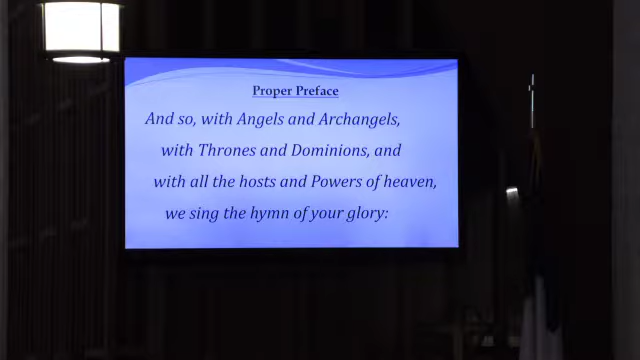 Proper Preface
And so, with Angels and Archangels,
with Thrones and Dominions, and
with all the hosts and Powers of heaven,
we sing the hymn of your glory: